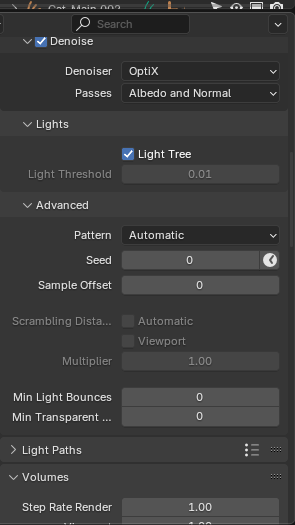 Cat_Main.002
Search
Denoise
Denoiser OptiX
Passes Albedo and Normal
Lights
Light Tree
Light Threshold 0.01
Advanced
Pattern Automatic
Seed 0
Sample Offset 0
Scrambling Dista... Automatic
Viewport
Multiplier 1.00
Min Light Bounces 0
Min Transparent ... 0
Light Paths
Volumes
Step Rate Render 1.00